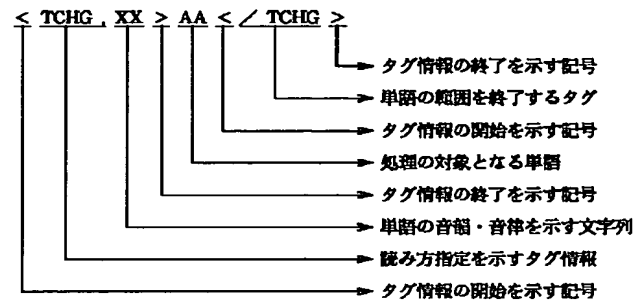 < TCHG, XX > AA < ／ TCHG >
タグ情報の終了を示す記号
単語の範囲を終了するタグ
タグ情報の開始を示す記号
処理の対象となる単語
タグ情報の終了を示す記号
単語の音韻・音律を示す文字列
読み方指定を示すタグ情報
タグ情報の開始を示す記号